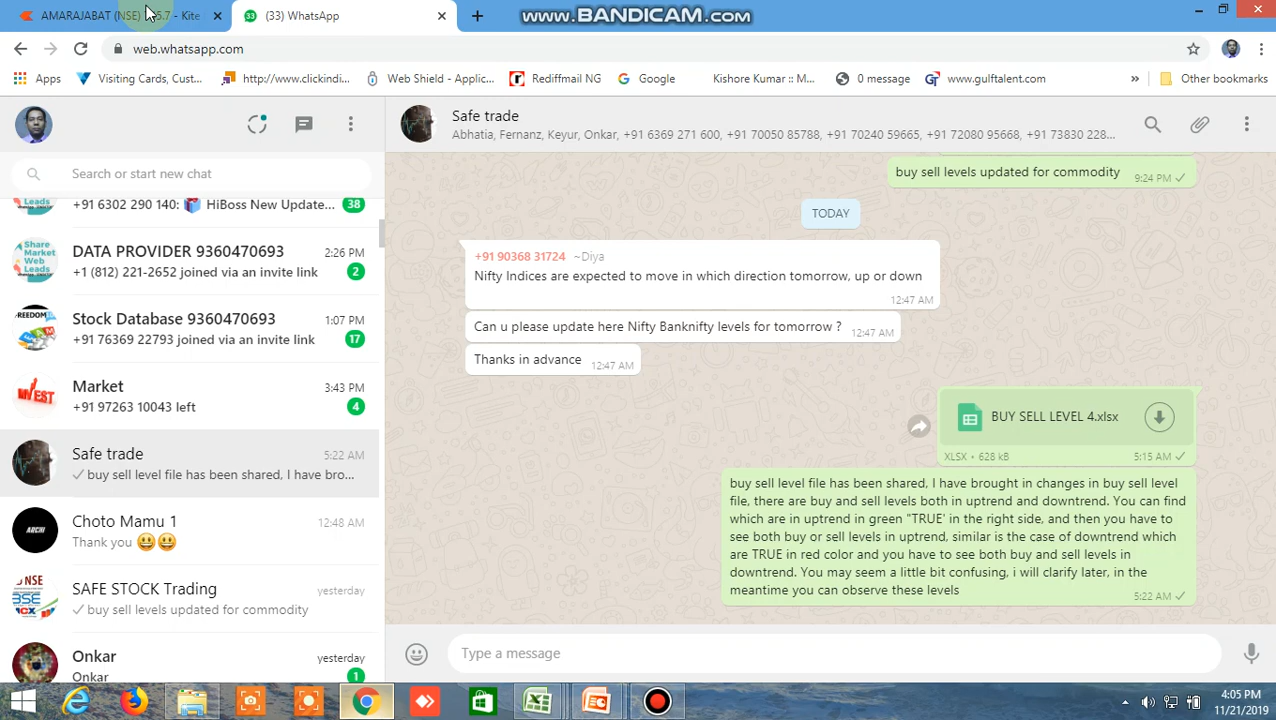 AMARAJABAT (NSE) 5.7 - Kite
33
(33) WhatsApp
www.BANDICAM.com
web.whatsapp.com
Apps
Visiting Cards, Cust...
http://www.clickindi...
Web Shield - Applic...
Rediffmail NG
Google
Kishore Kumar :: M...
0 message
www.gulftalent.com
»
Other bookmarks
Search or start new chat
Leads
+91 6302 290 140: HiBoss New Update...
38
Share
Market
Web
Leads
DATA PROVIDER 9360470693
2:26 PM
+1 (812) 221-2652 joined via an invite link
2
REEDOM
Stock Database 9360470693
1:07 PM
+91 76369 22793 joined via an invite link
17
Market
3:43 PM
+91 97263 10043 left
4
Safe trade
5:22 AM
buy sell level file has been shared, I have bro...
ARCHI
Choto Mamu 1
12:48 AM
Thank you
NSE
BSE
SAFE STOCK Trading
yesterday
buy sell levels updated for commodity
Onkar
yesterday
Onkar
1
Safe trade
Abhatia, Fernanz, Keyur, Onkar, +91 6369 271 600, +91 70050 85788, +91 70240 59665, +91 72080 95668, +91 73830 228...
buy sell levels updated for commodity
9:24 PM
TODAY
+91 90368 31724 ~Diya
Nifty Indices are expected to move in which direction tomorrow, up or down
12:47 AM
Can u please update here Nifty Banknifty levels for tomorrow ?
12:47 AM
Thanks in advance
12:47 AM
BUY SELL LEVEL 4.xlsx
XLSX • 628 kB
5:15 AM
buy sell level file has been shared, I have brought in changes in buy sell level
file, there are buy and sell levels both in uptrend and downtrend. You can find
which are in uptrend in green "TRUE' in the right side, and then you have to
see both buy or sell levels in uptrend, similar is the case of downtrend which
are TRUE in red color and you have to see both buy and sell levels in
downtrend. You may seem a little bit confusing, i will clarify later, in the
meantime you can observe these levels
5:22 AM
Type a message
4:05 PM
11/21/2019